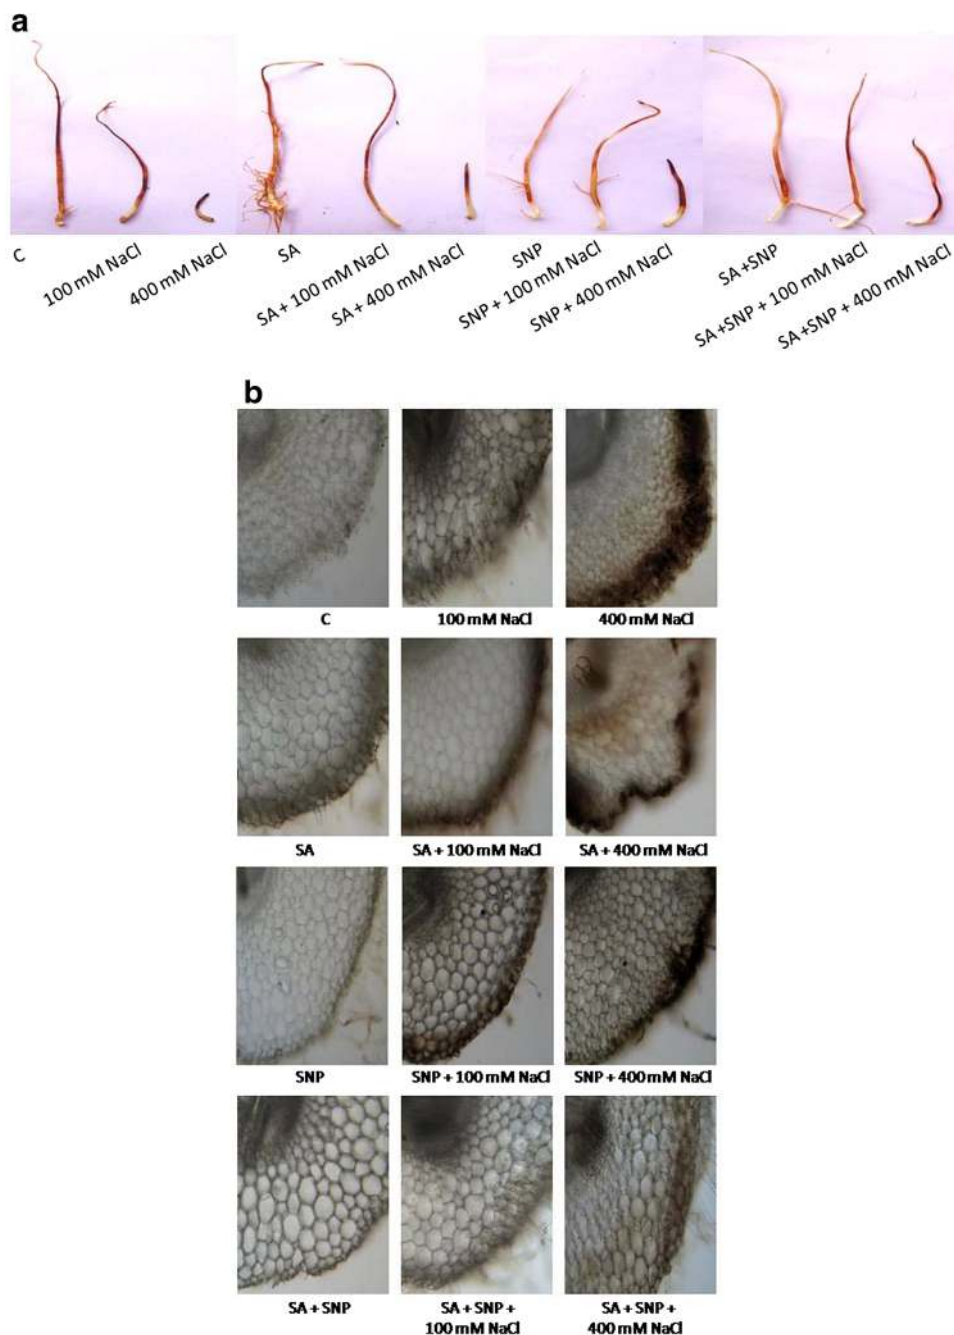 a
C
100 mM NaCl
400 mM NaCl
SA
SA + 100 mM NaCl
SA + 400 mM NaCl
SNP
SNP + 100 mM NaCl
SNP + 400 mM NaCl
SA +SNP
SA +SNP + 100 mM NaCl
SA+SNP + 400 mM NaCl
b
C
100 mM NaCl
400 mM NaCl
SA
SA + 100 mM NaCl
SA + 400 mM NaCl
SNP
SNP + 100 mM NaCl
SNP + 400 mM NaCl
SA + SNP
SA + SNP +
100 mM NaCl
SA + SNP +
400 mM NaCl